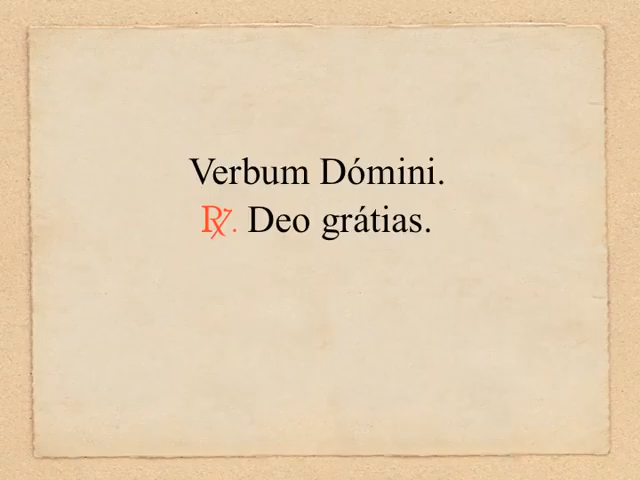 Verbum Dómini.
℟. Deo grátias.